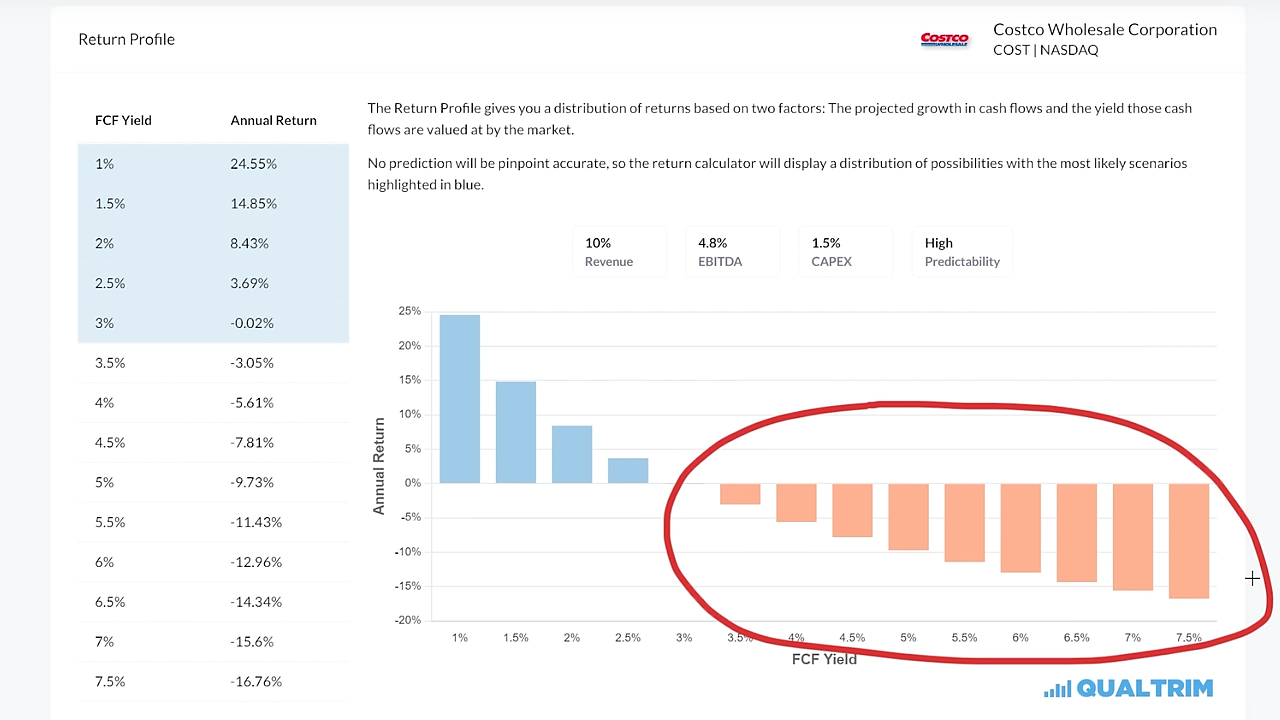 Return Profile
COSTCO
WHOLESALE
Costco Wholesale Corporation
COST | NASDAQ
FCF Yield Annual Return
1% 24.55%
1.5% 14.85%
2% 8.43%
2.5% 3.69%
3% -0.02%
3.5% -3.05%
4% -5.61%
4.5% -7.81%
5% -9.73%
5.5% -11.43%
6% -12.96%
6.5% -14.34%
7% -15.6%
7.5% -16.76%
The Return Profile gives you a distribution of returns based on two factors: The projected growth in cash flows and the yield those cash
flows are valued at by the market.
No prediction will be pinpoint accurate, so the return calculator will display a distribution of possibilities with the most likely scenarios
highlighted in blue.
10% 4.8% 1.5% High
Revenue EBITDA CAPEX Predictability
25%
20%
15%
10%
5%
0%
-5%
-10%
-15%
-20%
Annual Return
1% 1.5% 2% 2.5% 3% 3.5% 4% 4.5% 5% 5.5% 6% 6.5% 7% 7.5%
FCF Yield
QUALTRIM